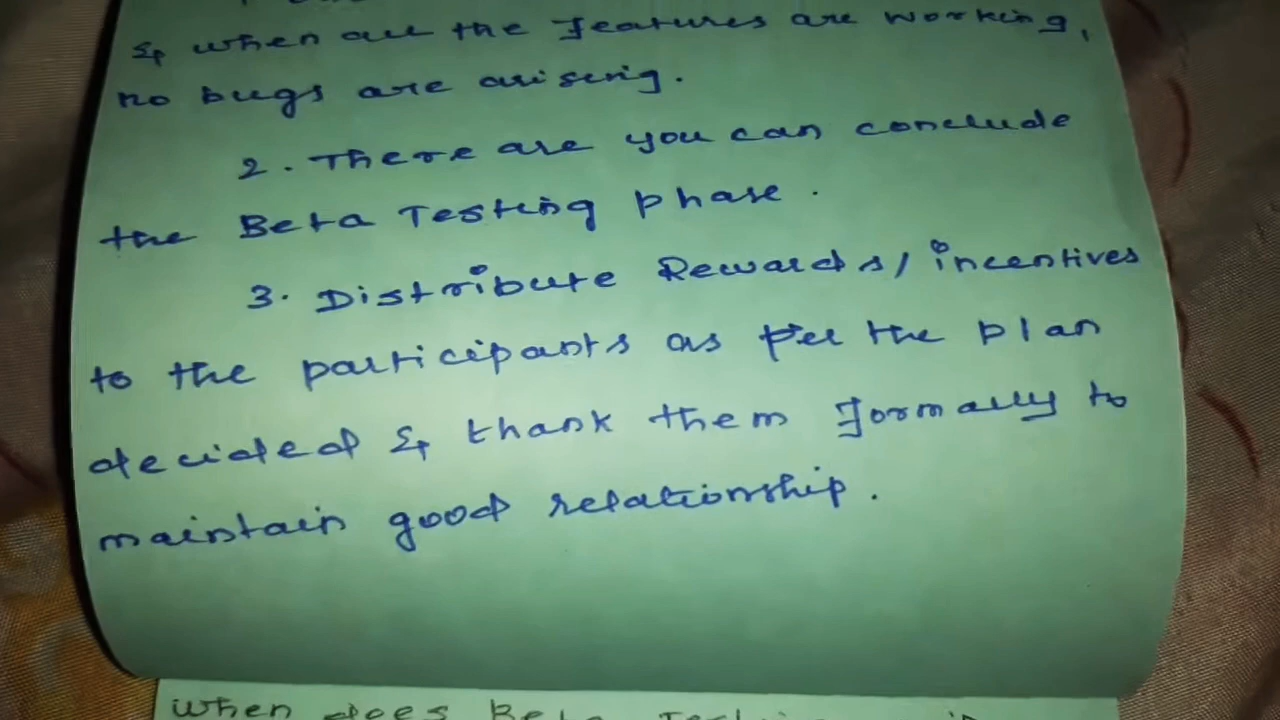 & when all the features are working,
no bugs are arising.
2. There are you can conclude
the Beta Testing phase.
3. Distribute Rewards/incentives
to the participants as per the plan
decided & thank them formally to
maintain good relationship.
When does Beta Testing